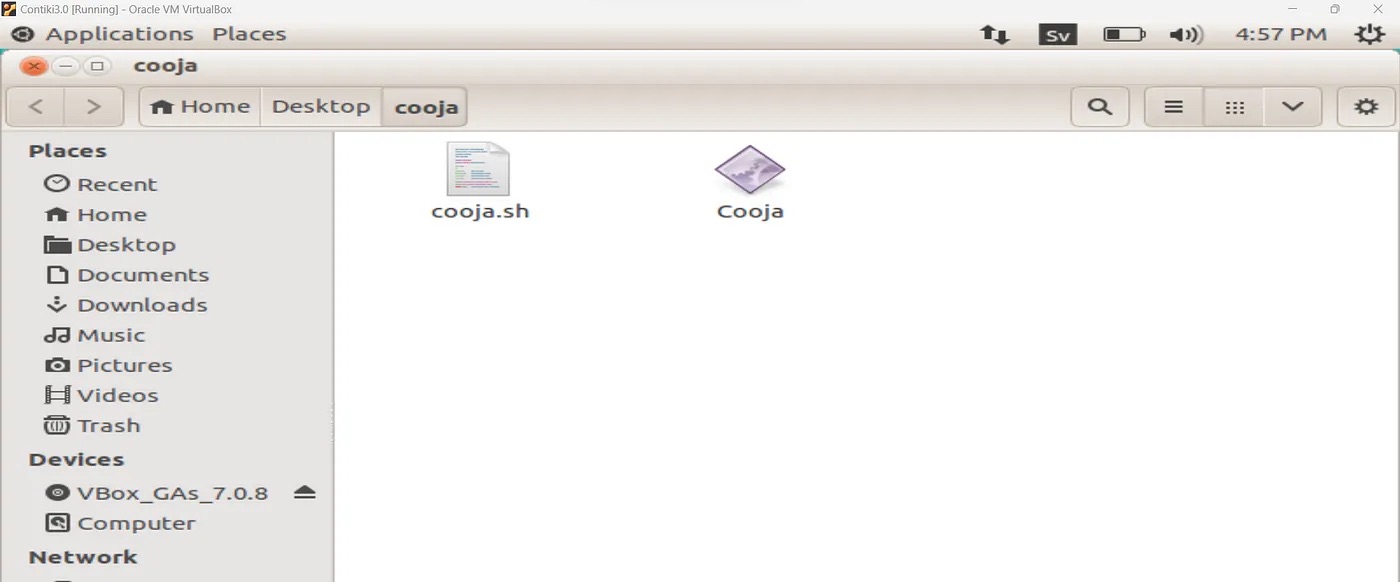 Contiki3.0 [Running] - Oracle VM VirtualBox
Applications Places Sv 4:57 PM
cooja
Home Desktop cooja
Places
Recent
Home
Desktop
Documents
Downloads
Music
Pictures
Videos
Trash
Devices
VBox_GAs_7.0.8
Computer
Network
cooja.sh
Cooja